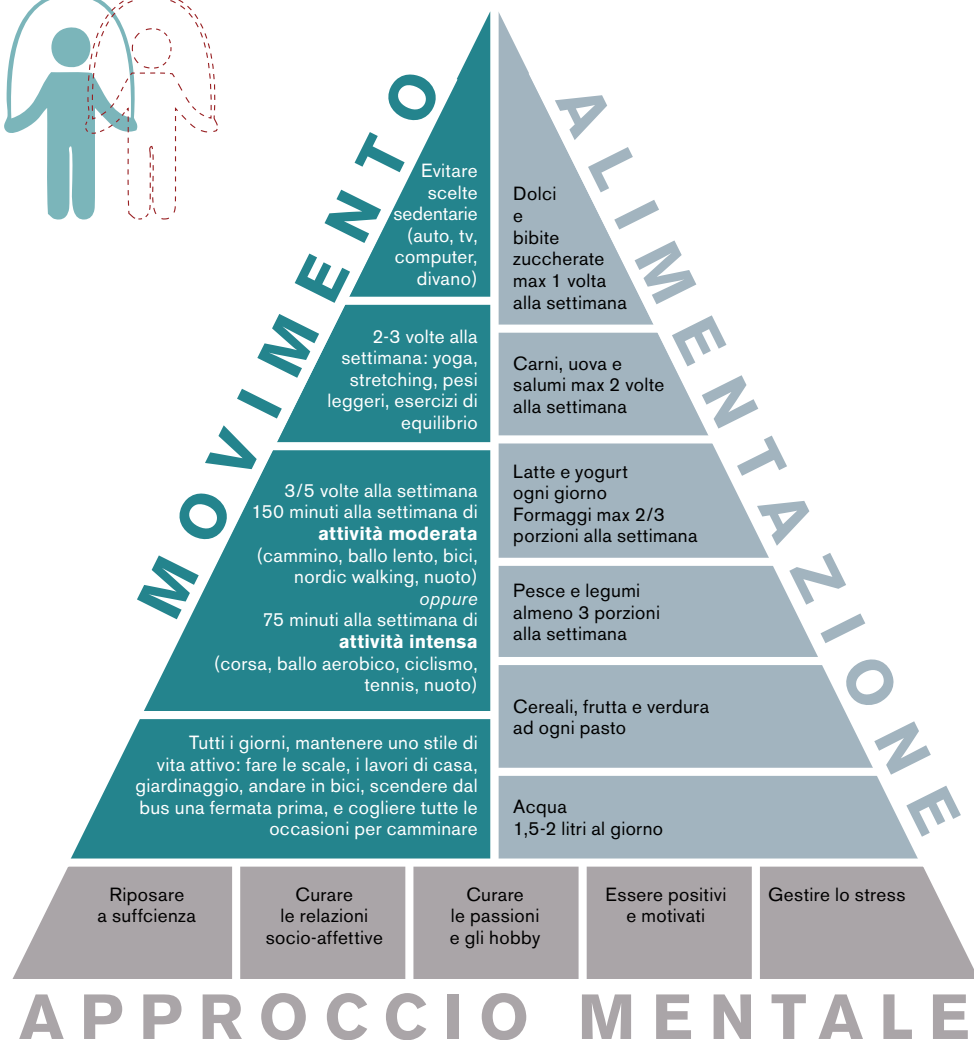 MOVIMENTO
Evitare
scelte
sedentarie
(auto, tv,
computer,
divano)
2-3 volte alla
settimana: yoga,
stretching, pesi
leggeri, esercizi di
equilibrio
3/5 volte alla settimana
150 minuti alla settimana di
attività moderata
(cammino, ballo lento, bici,
nordic walking, nuoto)
oppure
75 minuti alla settimana di
attività intensa
(corsa, ballo aerobico, ciclismo,
tennis, nuoto)
Tutti i giorni, mantenere uno stile di
vita attivo: fare le scale, i lavori di casa,
giardinaggio, andare in bici, scendere dal
bus una fermata prima, e cogliere tutte le
occasioni per camminare
ALIMENTAZIONE
Dolci
e
bibite
zuccherate
max 1 volta
alla settimana
Carni, uova e
salumi max 2 volte
alla settimana
Latte e yogurt
ogni giorno
Formaggi max 2/3
porzioni alla settimana
Pesce e legumi
almeno 3 porzioni
alla settimana
Cereali, frutta e verdura
ad ogni pasto
Acqua
1,5-2 litri al giorno
Riposare
a suffcienza
Curare
le relazioni
socio-affettive
Curare
le passioni
e gli hobby
Essere positivi
e motivati
Gestire lo stress
APPROCCIO MENTALE